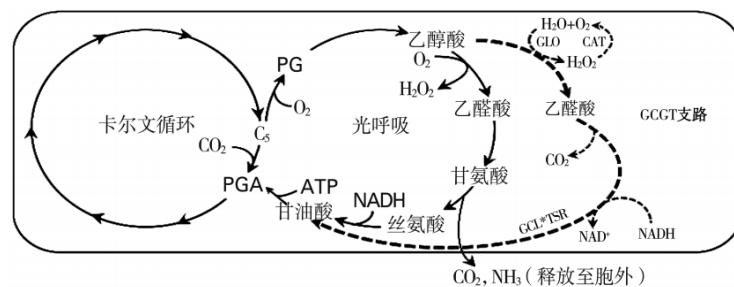 PG
乙醇酸
H₂O+O₂
GLO
CAT
H₂O₂
O₂
H₂O₂
O₂
卡尔文循环
C₅
光呼吸
乙醛酸
乙醛酸
GCGT支路
CO₂
CO₂
PGA
ATP
NADH
甘氨酸
甘油酸
丝氨酸
GCL*TSR
NAD⁺
NADH
CO₂, NH₃（释放至胞外）